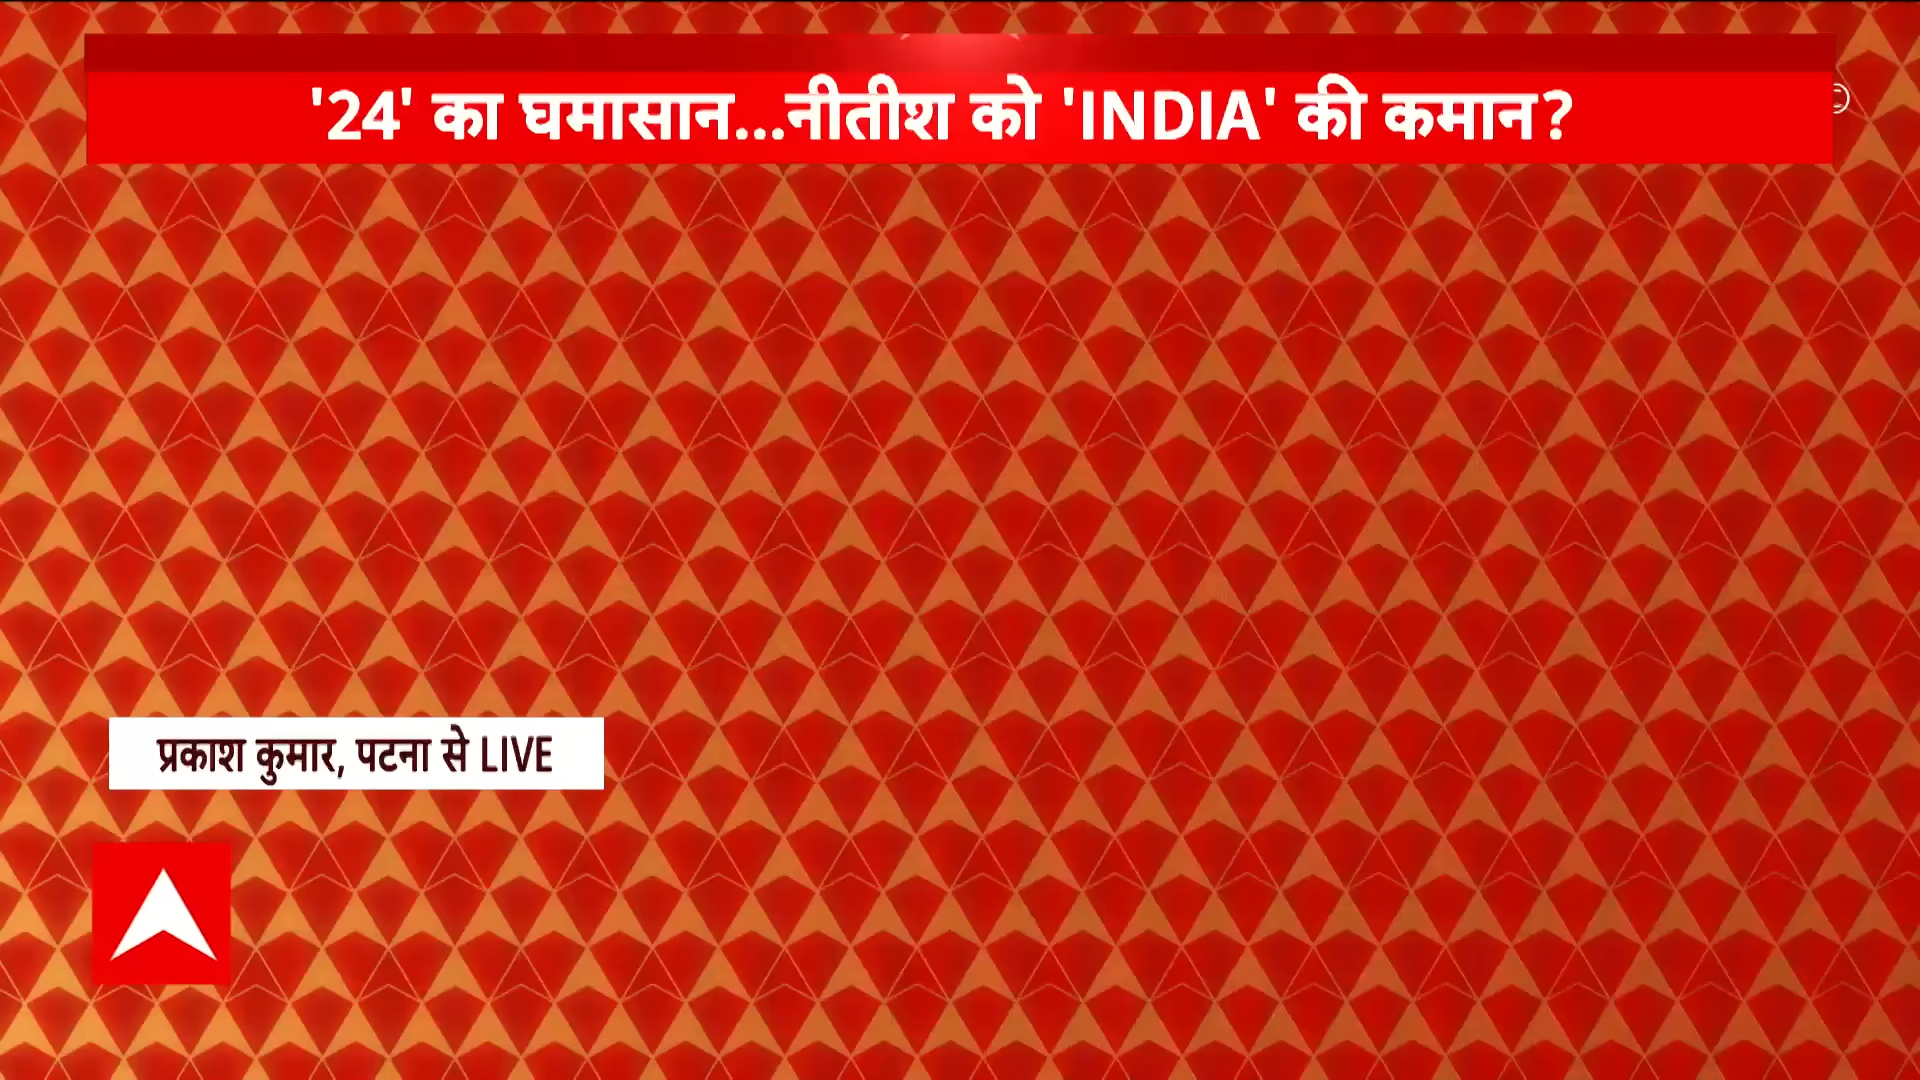 '24' का घमासान...नीतीश को 'INDIA' की कमान?
प्रकाश कुमार, पटना से LIVE